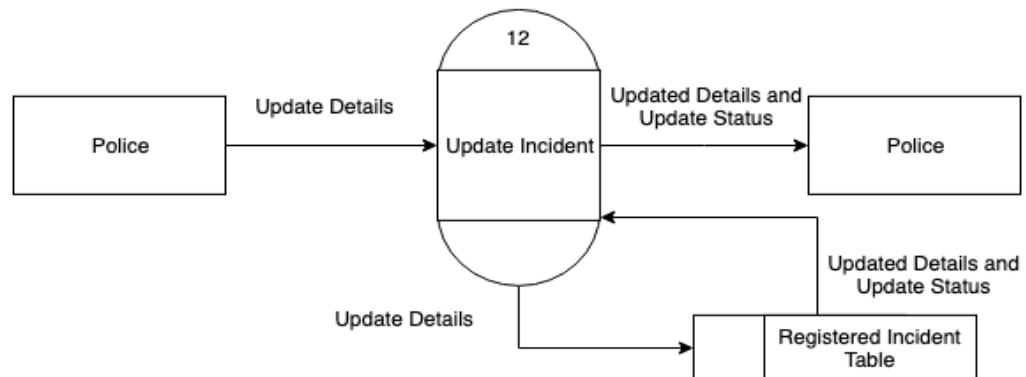 12
Police
Update Details
Update Incident
Updated Details and
Update Status
Police
Updated Details and
Update Status
Update Details
Registered Incident
Table